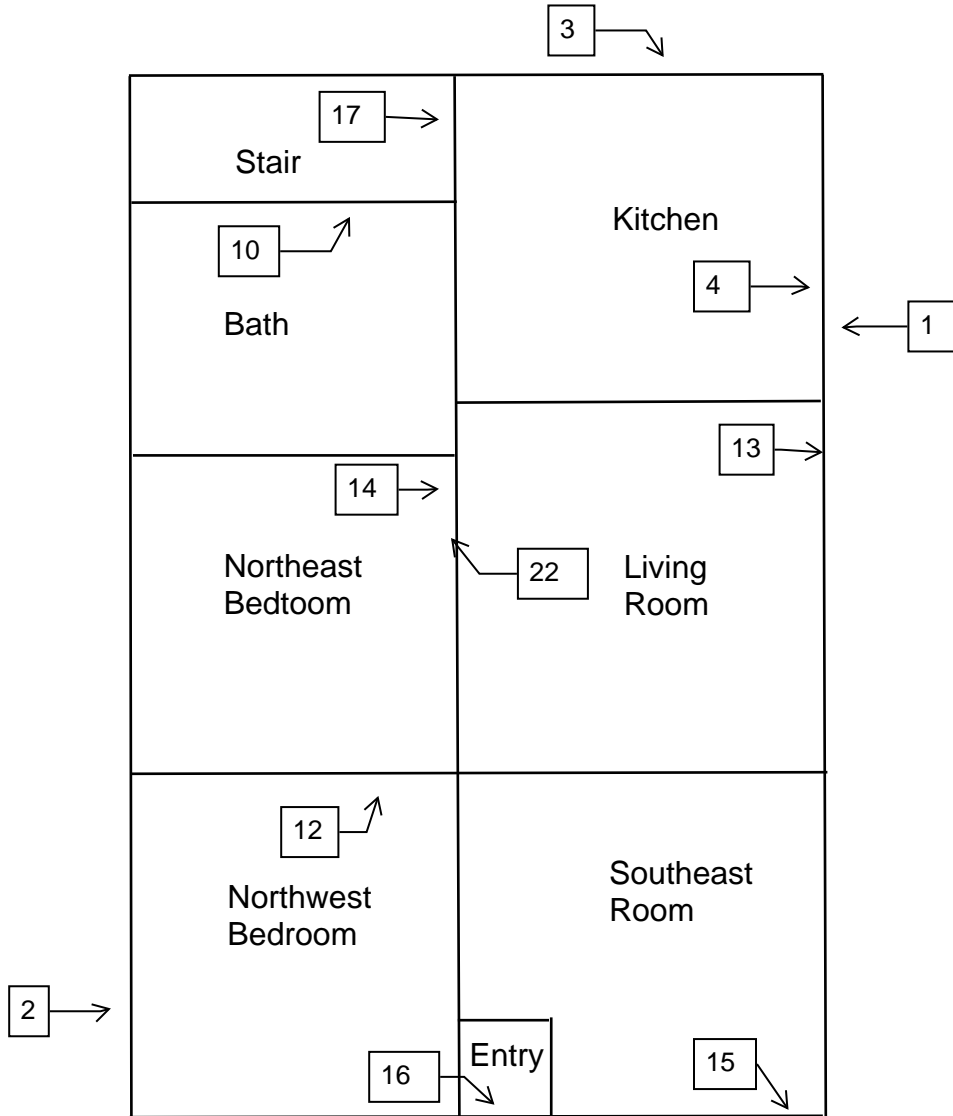 3
17
Stair
Kitchen
10
4
Bath
1
13
14
Northeast
Bedtoom
22
Living
Room
12
Northwest
Bedroom
Southeast
Room
2
Entry
16
15